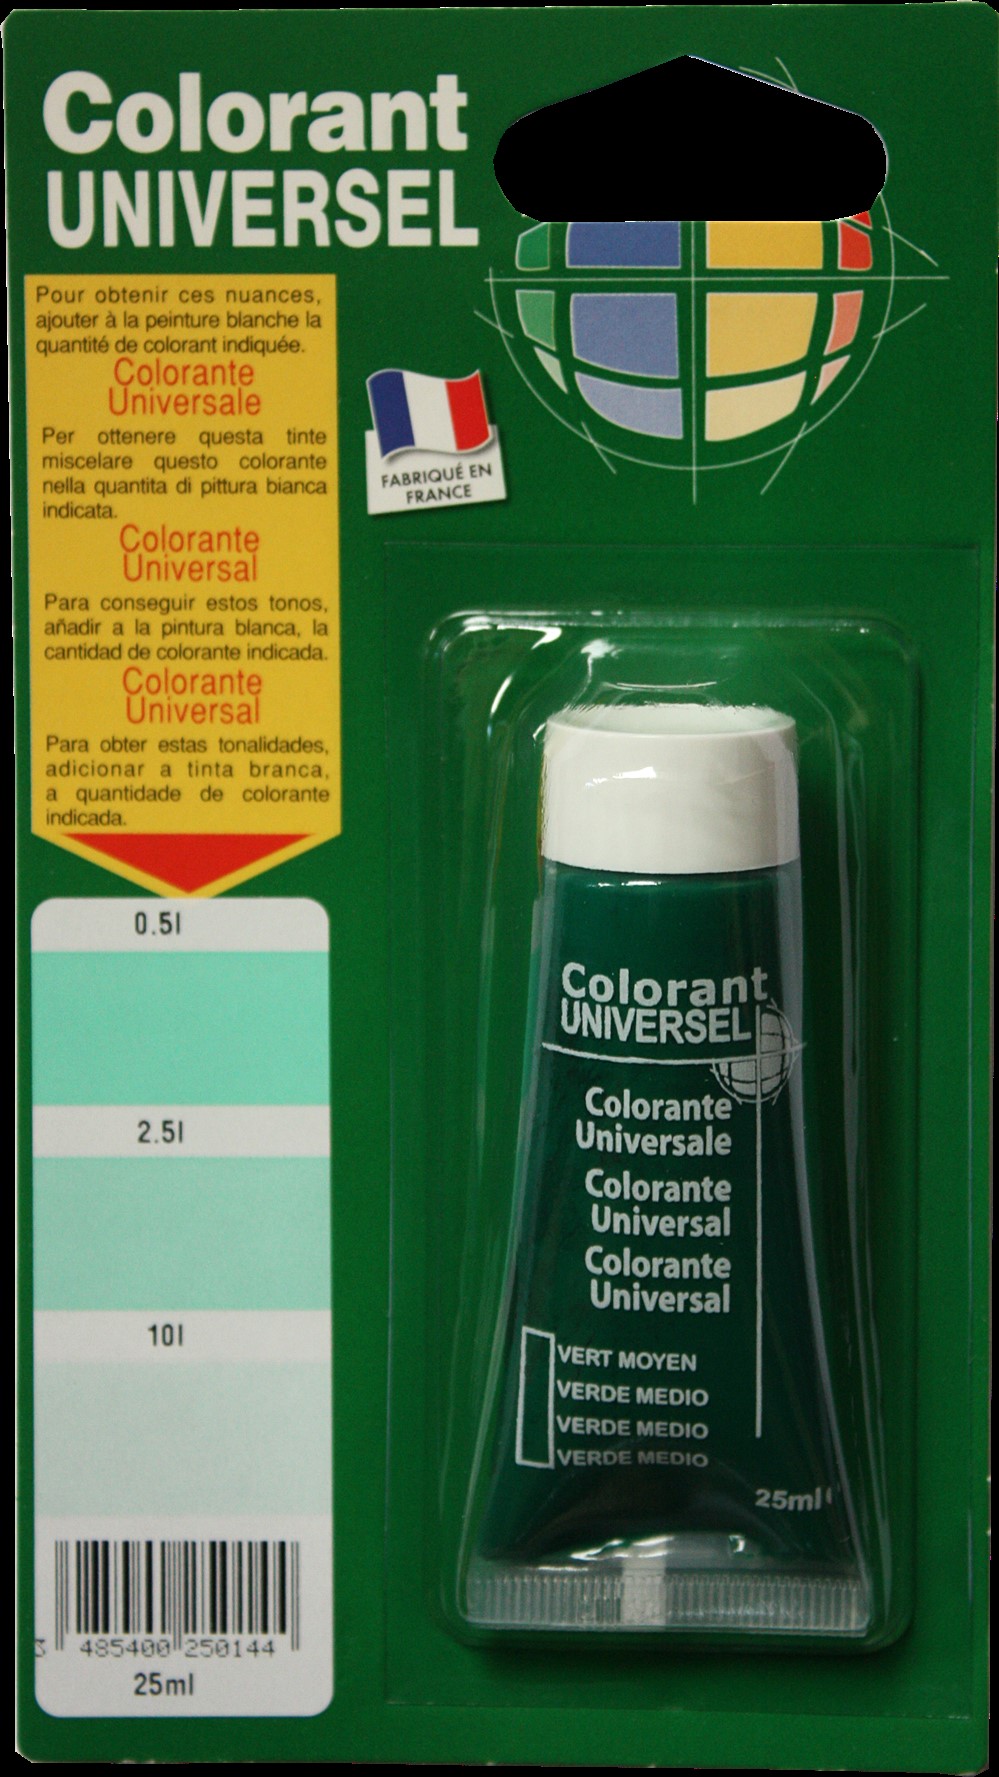 Colorant
UNIVERSEL
Pour obtenir ces nuances,
ajouter à la peinture blanche la
quantité de colorant indiquée.
Colorante
Universale
Per ottenere questa tinte
miscelare questo colorante
nella quantita di pittura bianca
indicata.
Colorante
Universal
Para conseguir estos tonos,
añadir a la pintura blanca, la
cantidad de colorante indicada.
Colorante
Universal
Para obter estas tonalidades,
adicionar a tinta branca,
a quantidade de colorante
indicada.
FABRIQUÉ EN
FRANCE
0.5l
2.5l
10l
3 485400 250144
25ml
Colorant
UNIVERSEL
Colorante
Universale
Colorante
Universal
Colorante
Universal
VERT MOYEN
VERDE MEDIO
VERDE MEDIO
VERDE MEDIO
25ml